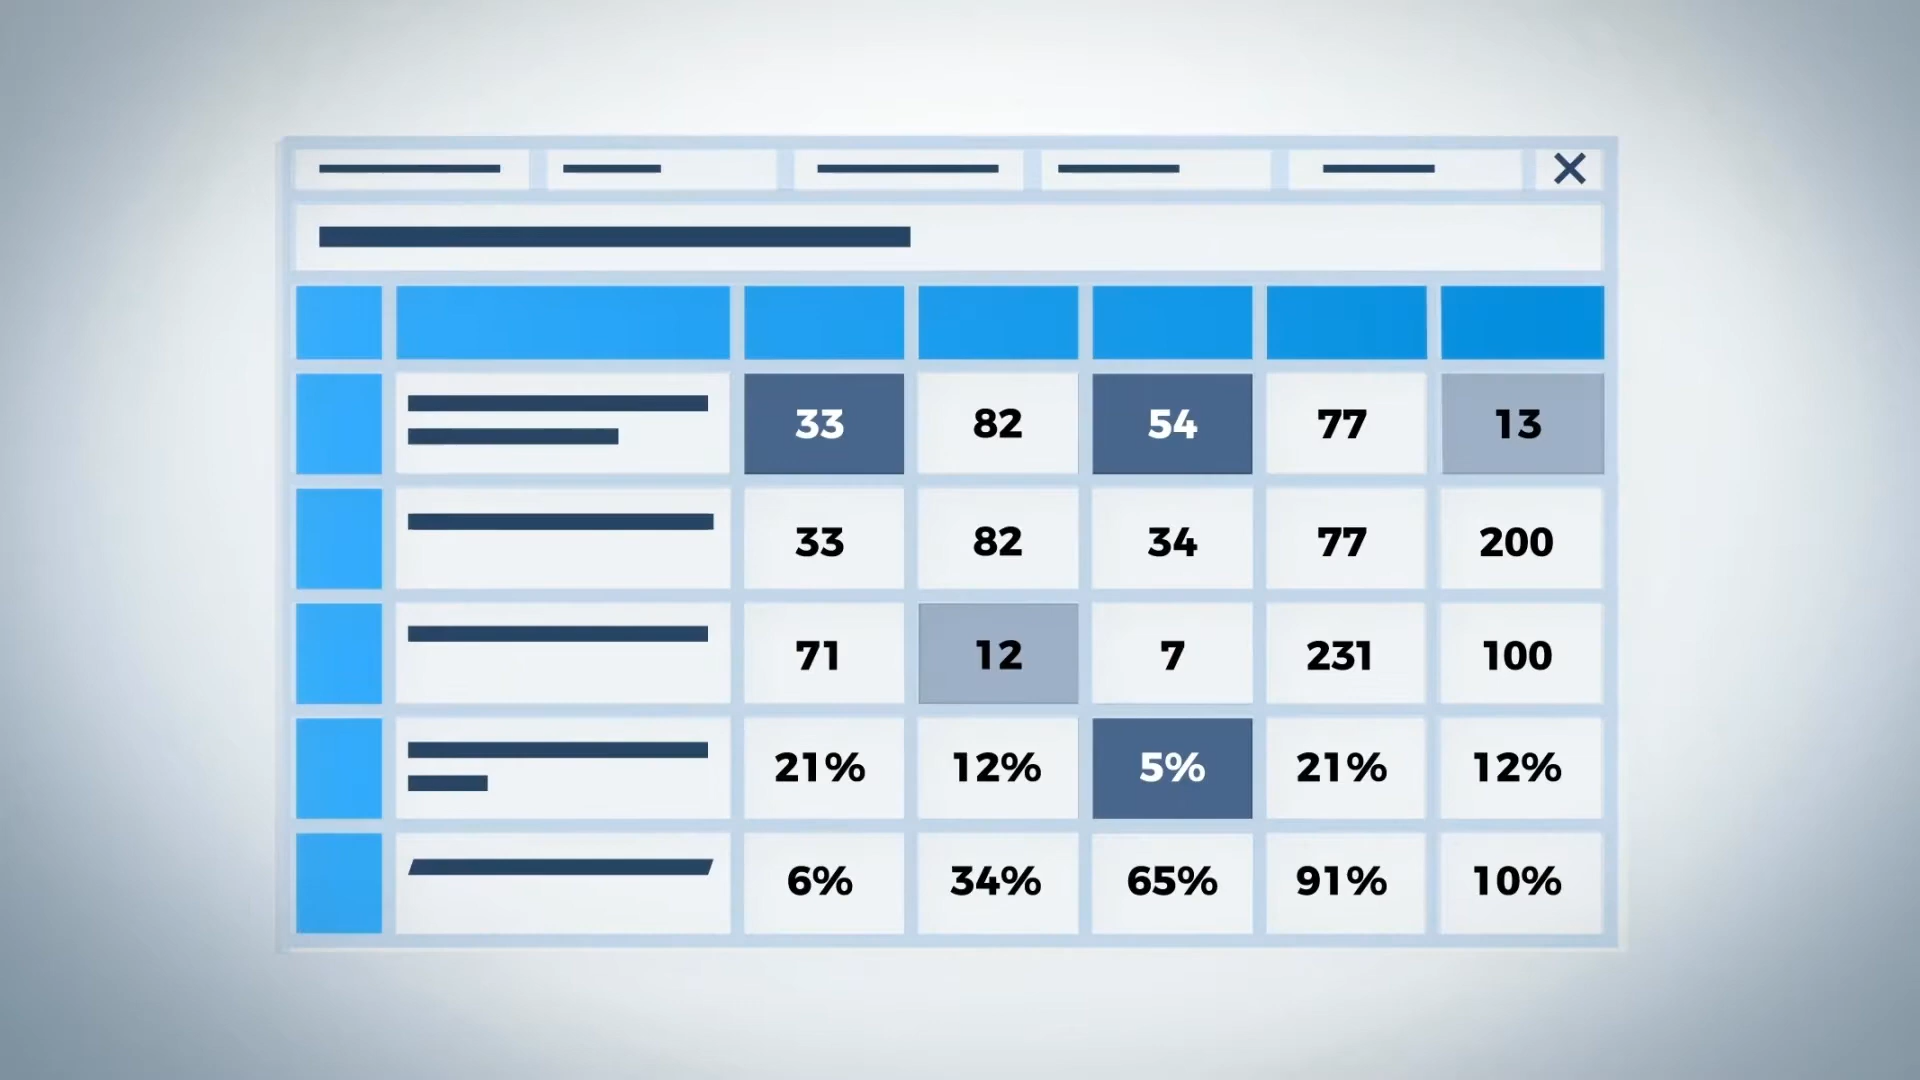 33 82 54 77 13
33 82 34 77 200
71 12 7 231 100
21% 12% 5% 21% 12%
6% 34% 65% 91% 10%